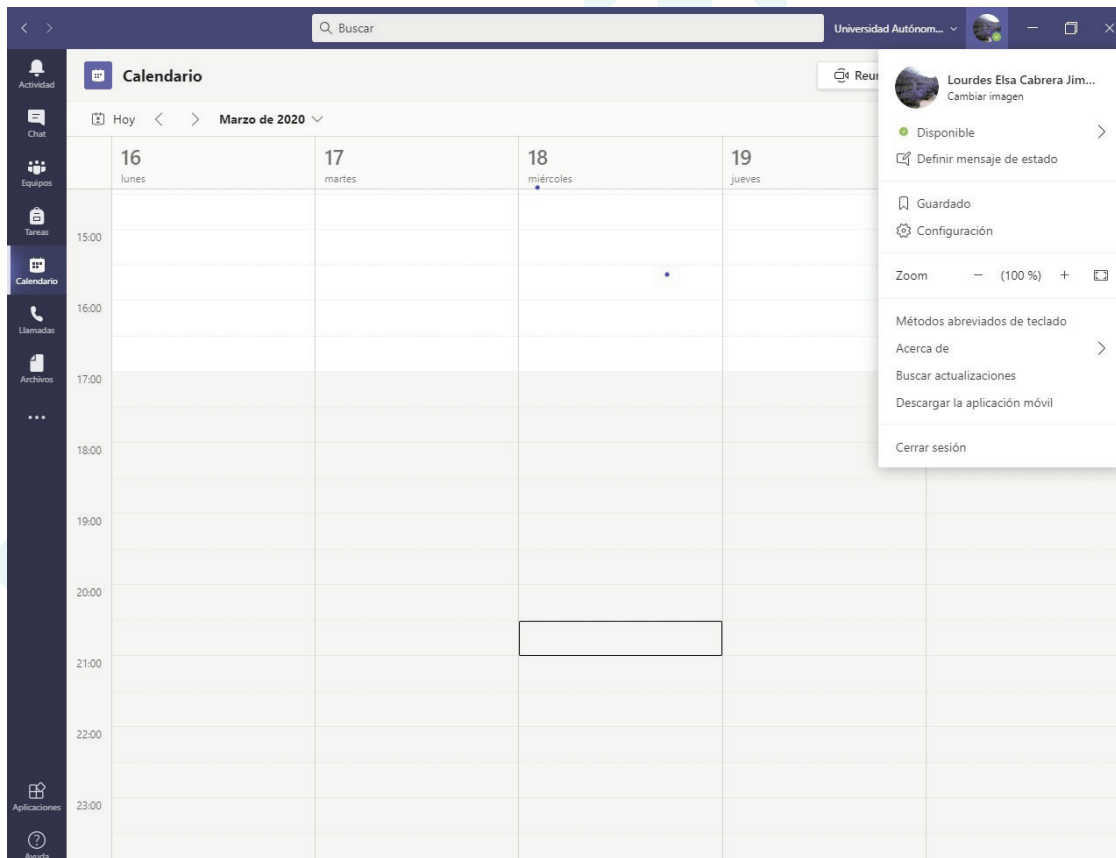 Buscar
Universidad Autónom...
Actividad
Chat
Equipos
Tareas
Calendario
Llamadas
Archivos
Aplicaciones
Ayuda
Calendario
Hoy
Marzo de 2020
16
lunes
17
martes
18
miércoles
19
jueves
15:00
16:00
17:00
18:00
19:00
20:00
21:00
22:00
23:00
Lourdes Elsa Cabrera Jim...
Cambiar imagen
Disponible
Definir mensaje de estado
Guardado
Configuración
Zoom − (100 %) +
Métodos abreviados de teclado
Acerca de
Buscar actualizaciones
Descargar la aplicación móvil
Cerrar sesión